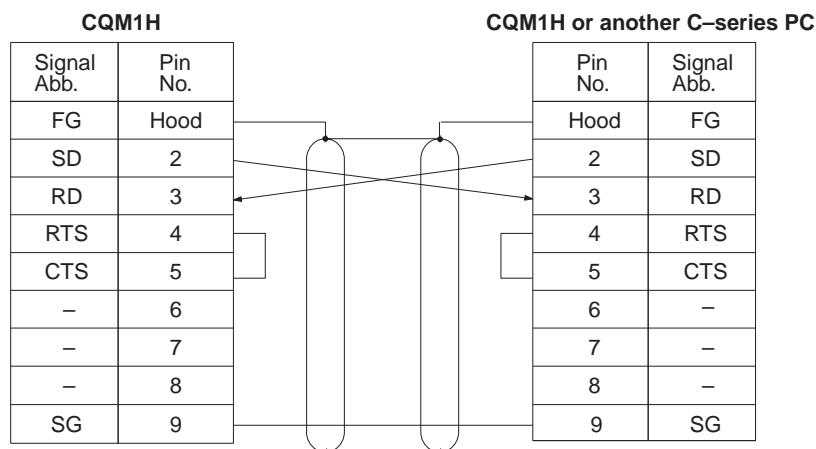 CQM1H CQM1H or another C–series PC
Signal Pin Pin Signal
Abb. No. No. Abb.
FG Hood Hood FG
SD 2 2 SD
RD 3 3 RD
RTS 4 4 RTS
CTS 5 5 CTS
– 6 6 –
– 7 7 –
– 8 8 –
SG 9 9 SG